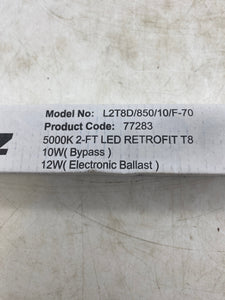 Model No: L2T8D/850/10/F-70
Product Code: 77283
5000K 2-FT LED RETROFIT T8
10W( Bypass )
12W( Electronic Ballast )